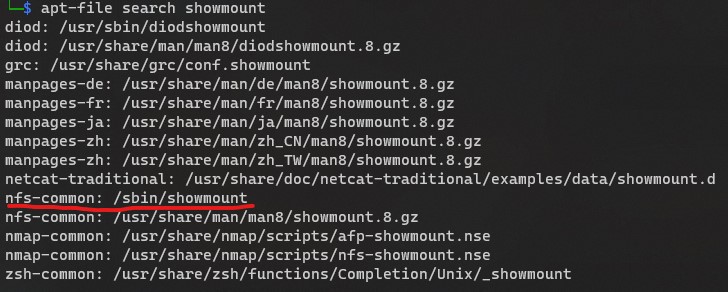 └─$ apt-file search showmount
diod: /usr/sbin/diodshowmount
diod: /usr/share/man/man8/diodshowmount.8.gz
grc: /usr/share/grc/conf.showmount
manpages-de: /usr/share/man/de/man8/showmount.8.gz
manpages-fr: /usr/share/man/fr/man8/showmount.8.gz
manpages-ja: /usr/share/man/ja/man8/showmount.8.gz
manpages-zh: /usr/share/man/zh_CN/man8/showmount.8.gz
manpages-zh: /usr/share/man/zh_TW/man8/showmount.8.gz
netcat-traditional: /usr/share/doc/netcat-traditional/examples/data/showmount.d
nfs-common: /sbin/showmount
nfs-common: /usr/share/man/man8/showmount.8.gz
nmap-common: /usr/share/nmap/scripts/afp-showmount.nse
nmap-common: /usr/share/nmap/scripts/nfs-showmount.nse
zsh-common: /usr/share/zsh/functions/Completion/Unix/_showmount